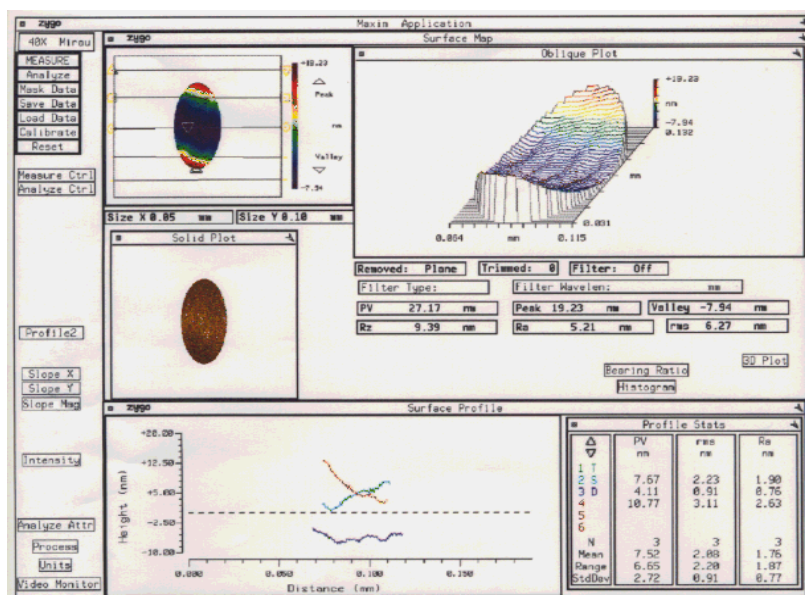 zygo Maxim Application
40X Mirau
MEASURE
Analyze
Mask Data
Save Data
Load Data
Calibrate
Reset
Measure Ctrl
Analyze Ctrl
Profile2
Slope X
Slope Y
Slope Mag
Intensity
Analyze Attr
Process
Units
Video Monitor
zygo Surface Map
+19.23
Peak
nm
Valley
-7.94
Size X 0.05 mm
Size Y 0.10 mm
Solid Plot
Oblique Plot
+19.23
nm
-7.94
0.132
mm
0.031
0.064 mm 0.115
Removed: Plane
Trimmed: 0
Filter: Off
Filter Type:
Filter Wavelen: nm
PV 27.17 nm
Peak 19.23 nm
Valley -7.94 nm
Rz 9.39 nm
Ra 5.21 nm
rms 6.27 nm
3D Plot
Bearing Ratio
Histogram
zygo Surface Profile
Height (nm)
+20.00
+12.50
+5.00
-2.50
-10.00
0.000 0.050 0.100 0.150
Distance (mm)
Profile Stats
PV rms Ra
nm nm nm
1 T
2 S 7.67 2.23 1.90
3 D 4.11 0.91 0.76
4 10.77 3.11 2.63
5
6
N 3 3 3
Mean 7.52 2.08 1.76
Range 6.65 2.20 1.87
StdDev 2.72 0.91 0.77